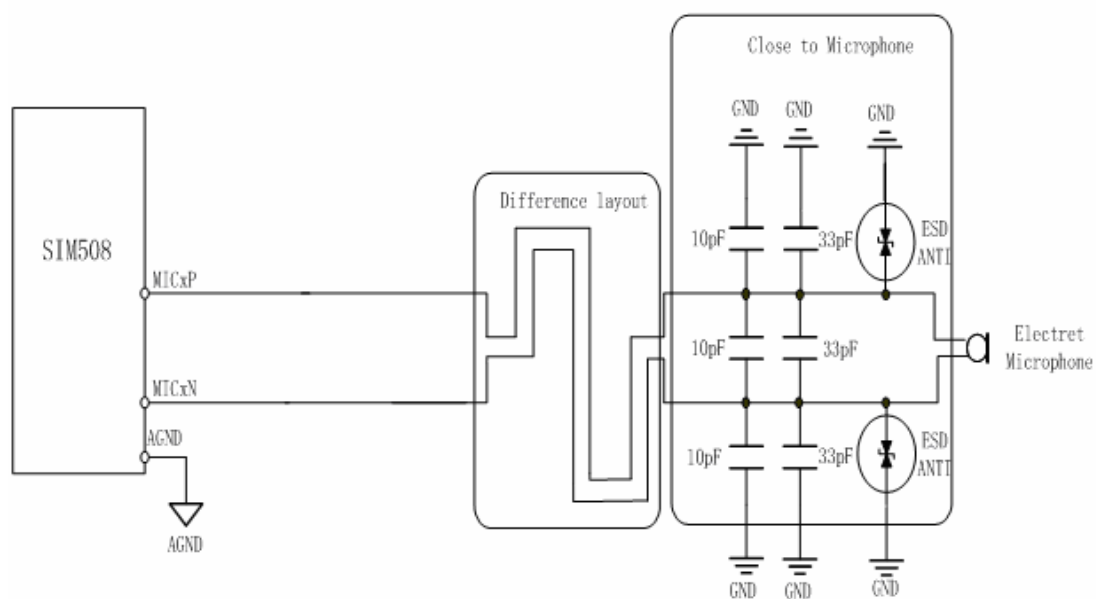 Close to Microphone
GND
GND
GND
Difference layout
SIM508
10pF
33pF
ESD
ANTI
MICxP
10pF
33pF
Electret
Microphone
MICxN
AGND
10pF
33pF
ESD
ANTI
AGND
GND
GND
GND